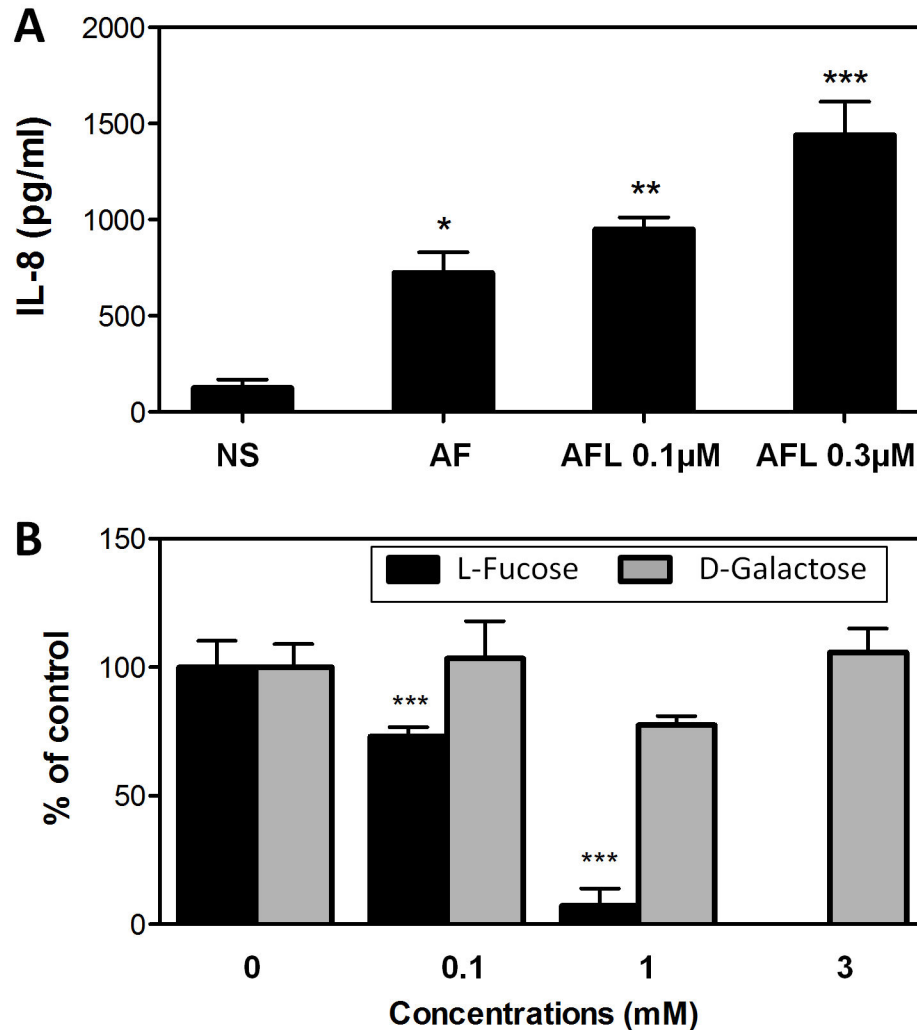 A
2000
1500
1000
500
0
IL-8 (pg/ml)
*
**
***
NS AF AFL 0.1µM AFL 0.3µM
B
150
100
50
0
% of control
L-Fucose D-Galactose
***
***
0 0.1 1 3
Concentrations (mM)